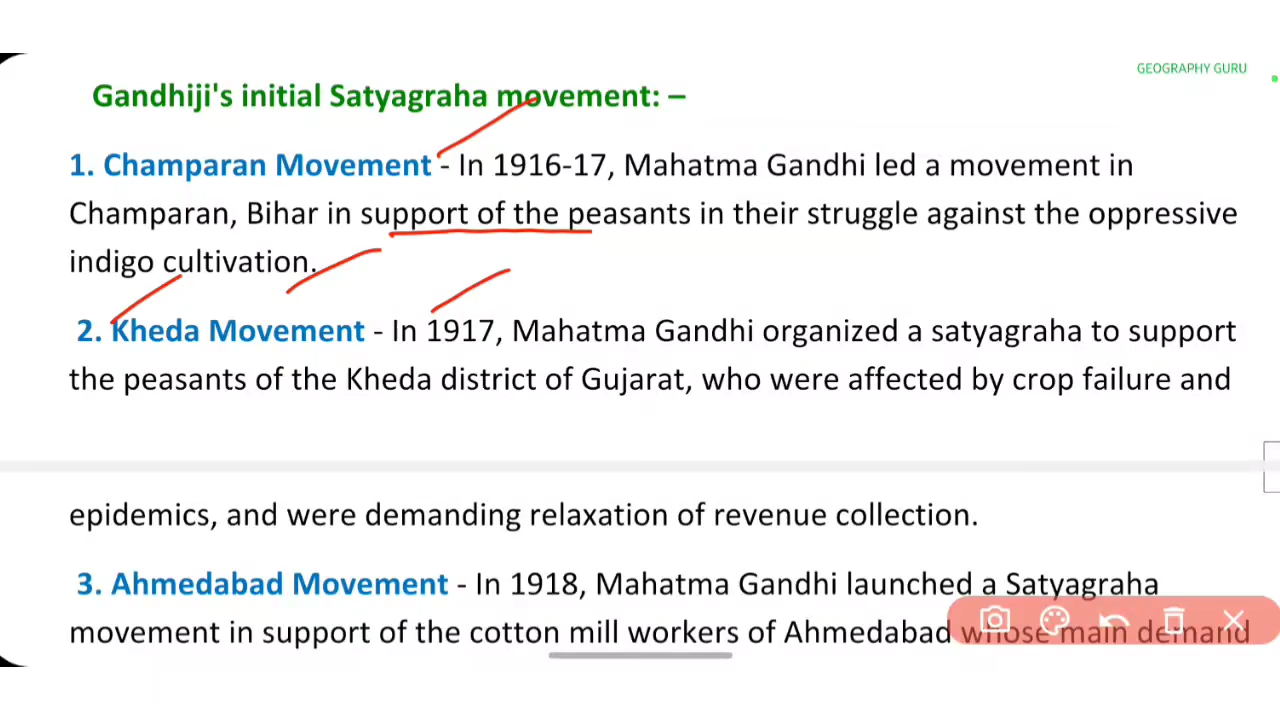 GEOGRAPHY GURU
Gandhiji's initial Satyagraha movement: –
1. Champaran Movement - In 1916-17, Mahatma Gandhi led a movement in
Champaran, Bihar in support of the peasants in their struggle against the oppressive
indigo cultivation.
2. Kheda Movement - In 1917, Mahatma Gandhi organized a satyagraha to support
the peasants of the Kheda district of Gujarat, who were affected by crop failure and
epidemics, and were demanding relaxation of revenue collection.
3. Ahmedabad Movement - In 1918, Mahatma Gandhi launched a Satyagraha
movement in support of the cotton mill workers of Ahmedabad whose main demand